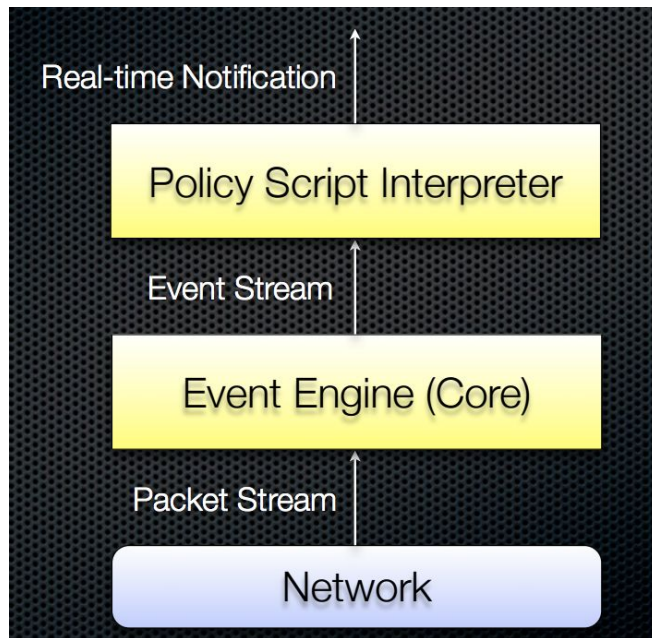 Real-time Notification
Policy Script Interpreter
Event Stream
Event Engine (Core)
Packet Stream
Network